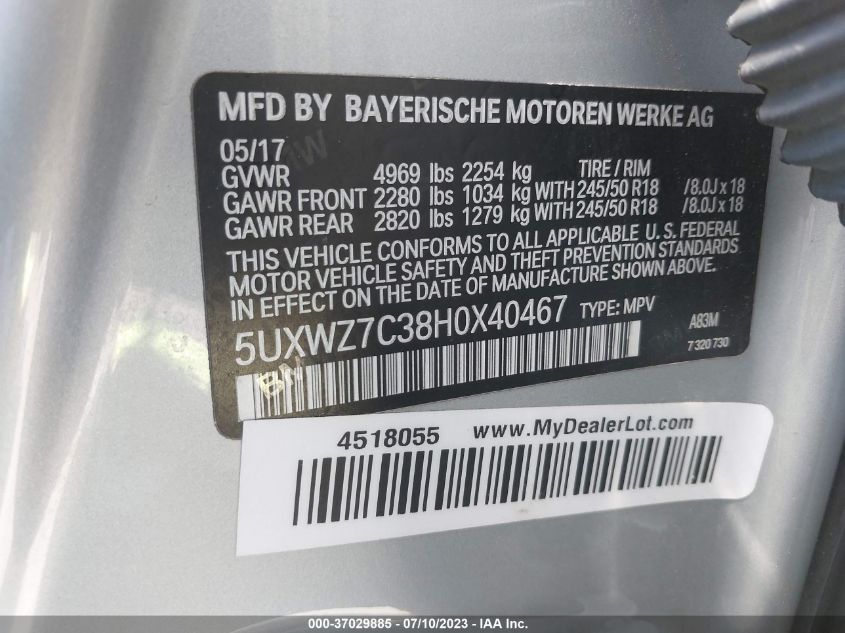 MFD BY BAYERISCHE MOTOREN WERKE AG
05/17 TIRE / RIM
GVWR 4969 lbs 2254 kg
GAWR FRONT 2280 lbs 1034 kg WITH 245/50 R18 /8.0J x 18
GAWR REAR 2820 lbs 1279 kg WITH 245/50 R18 /8.0J x 18
THIS VEHICLE CONFORMS TO ALL APPLICABLE U.S. FEDERAL
MOTOR VEHICLE SAFETY AND THEFT PREVENTION STANDARDS
IN EFFECT ON THE DATE OF MANUFACTURE SHOWN ABOVE.
5UXWZ7C38H0X40467 TYPE: MPV A83M
7 320 730
4518055 www.MyDealerLot.com
000-37029885 - 07/10/2023 - IAAI.COM